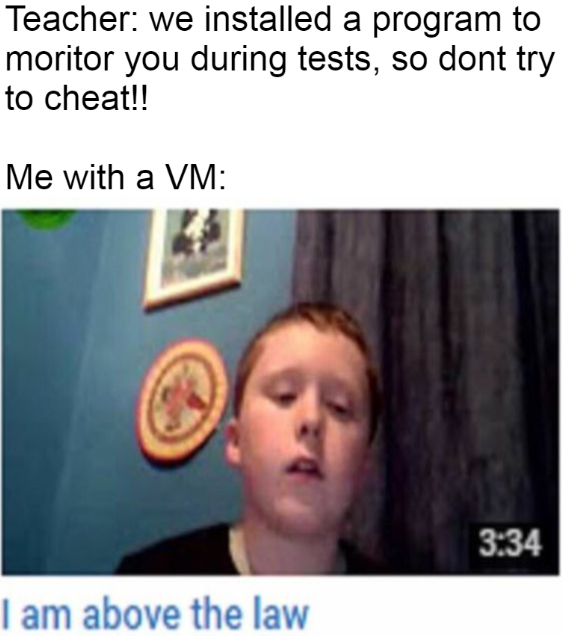 Teacher: we installed a program to
moritor you during tests, so dont try
to cheat!!
Me with a VM:
3:34
I am above the law